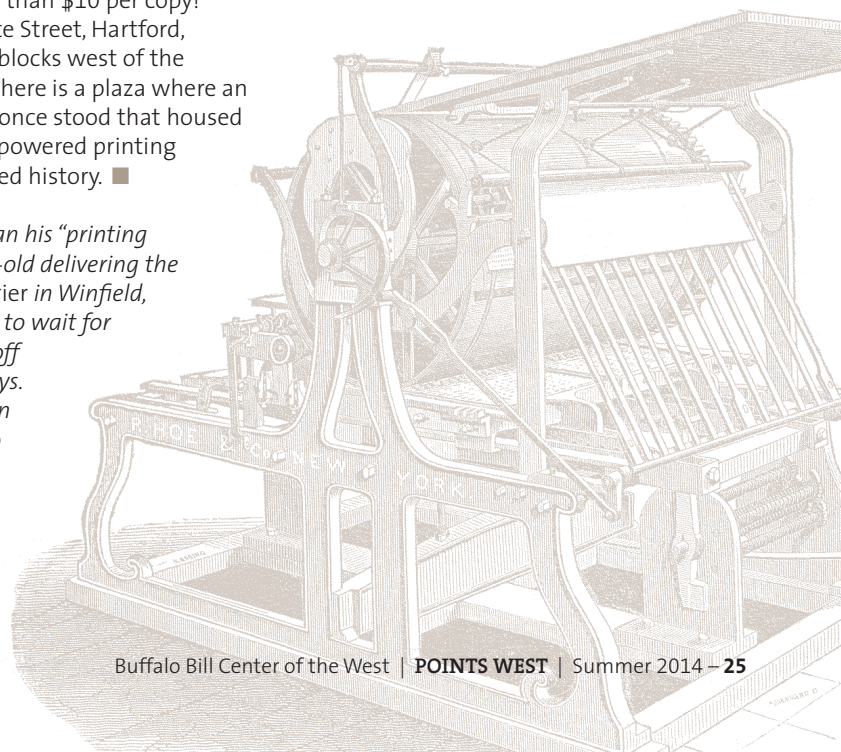 than $10 per copy!
te Street, Hartford,
blocks west of the
here is a plaza where an
once stood that housed
powered printing
ed history. ■
an his “printing
-old delivering the
rier in Winfield,
to wait for
off
ys.
n
R. HOE & CO NEW YORK
Buffalo Bill Center of the West | POINTS WEST | Summer 2014 – 25